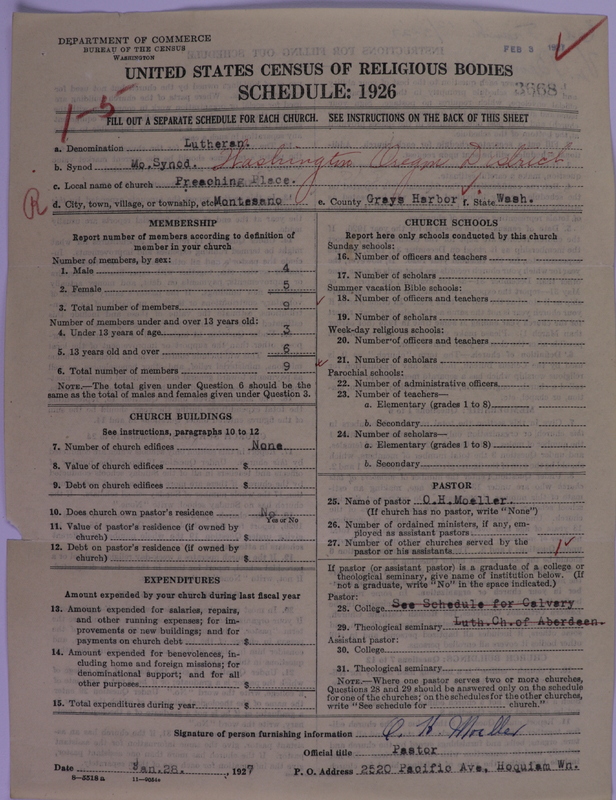 DEPARTMENT OF COMMERCE
BUREAU OF THE CENSUS
WASHINGTON
FEB 3
UNITED STATES CENSUS OF RELIGIOUS BODIES
SCHEDULE: 1926
3668
1-5
FILL OUT A SEPARATE SCHEDULE FOR EACH CHURCH. SEE INSTRUCTIONS ON THE BACK OF THIS SHEET
a. Denomination Lutheran.
b. Synod Mo.Synod. Washington Oregon District
c. Local name of church Preaching Place.
R d. City, town, village, or township, etc Montesano e. County Grays Harbor f. State Wash.
MEMBERSHIP
Report number of members according to definition of
member in your church
Number of members, by sex:
1. Male 4
2. Female 5
3. Total number of members 9
Number of members under and over 13 years old:
4. Under 13 years of age 3
5. 13 years old and over 6
6. Total number of members 9
NOTE.—The total given under Question 6 should be the
same as the total of males and females given under Question 3.
CHURCH BUILDINGS
See instructions, paragraphs 10 to 12
7. Number of church edifices None
8. Value of church edifices $
9. Debt on church edifices $
10. Does church own pastor's residence No
Yes or No
11. Value of pastor's residence (if owned by
church) $
12. Debt on pastor's residence (if owned by
church) $
EXPENDITURES
Amount expended by your church during last fiscal year
13. Amount expended for salaries, repairs,
and other running expenses; for im-
provements or new buildings; and for
payments on church debt $
14. Amount expended for benevolences, in-
cluding home and foreign missions; for
denominational support; and for all
other purposes $
15. Total expenditures during year $
CHURCH SCHOOLS
Report here only schools conducted by this church
Sunday schools:
16. Number of officers and teachers
17. Number of scholars
Summer vacation Bible schools:
18. Number of officers and teachers
19. Number of scholars
Week-day religious schools:
20. Number of officers and teachers
21. Number of scholars
Parochial schools:
22. Number of administrative officers
23. Number of teachers—
a. Elementary (grades 1 to 8)
b. Secondary
24. Number of scholars—
a. Elementary (grades 1 to 8)
b. Secondary
PASTOR
25. Name of pastor O.H.Moeller.
(If church has no pastor, write "None")
26. Number of ordained ministers, if any, em-
ployed as assistant pastors
27. Number of other churches served by the
pastor or his assistants 1
If pastor (or assistant pastor) is a graduate of a college or
theological seminary, give name of institution below. (If
not a graduate, write "No" in the space indicated.)
Pastor:
28. College See Schedule for Calvary
29. Theological seminary Luth.Ch.of Aberdeen.
Assistant pastor:
30. College
31. Theological seminary
NOTE.—Where one pastor serves two or more churches,
Questions 28 and 29 should be answered only on the schedule
for one of the churches; on the schedules for the other churches,
write "See schedule for church."
Signature of person furnishing information O. H. Moeller
Official title Pastor
Date Jan.28. , 1927 P. O. Address 2520 Pacific Ave, Hoquiam Wn.
8-5518a 11-9054